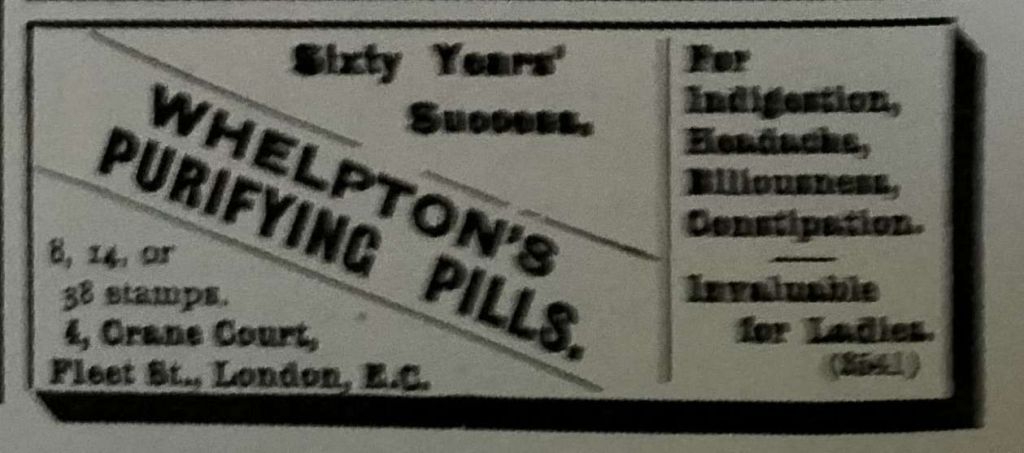 Sixty Years'
Success.
WHELPTON'S
PURIFYING PILLS.
8, 14, or
38 stamps.
4, Crane Court,
Fleet St., London, E.C.
For
Indigestion,
Headache,
Biliousness,
Constipation.
Invaluable
for Ladies.